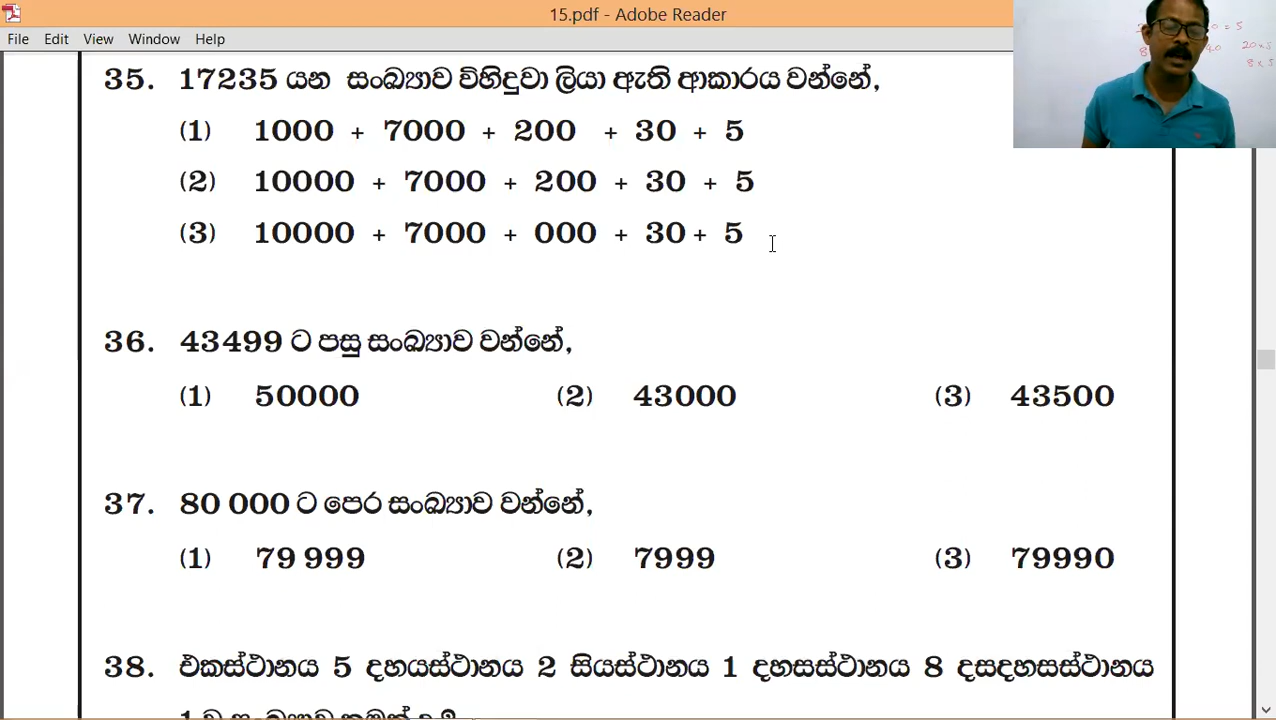 15.pdf - Adobe Reader
File Edit View Window Help
35. 17235 යන සංඛ්‍යාව විහිදුවා ලියා ඇති ආකාරය වන්නේ,
(1) 1000 + 7000 + 200 + 30 + 5
(2) 10000 + 7000 + 200 + 30 + 5
(3) 10000 + 7000 + 000 + 30 + 5
36. 43499 ට පසු සංඛ්‍යාව වන්නේ,
(1) 50000 (2) 43000 (3) 43500
37. 80 000 ට පෙර සංඛ්‍යාව වන්නේ,
(1) 79 999 (2) 7999 (3) 79990
38. එකස්ථානය 5 දහයස්ථානය 2 සියස්ථානය 1 දහසස්ථානය 8 දසදහසස්ථානය